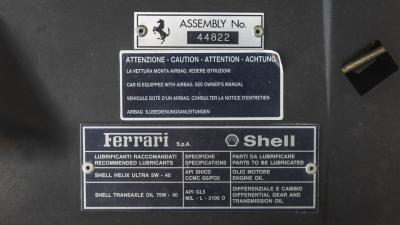 ASSEMBLY No.
44822
ATTENZIONE - CAUTION - ATTENTION - ACHTUNG
LA VETTURA MONTA AIRBAG. VEDERE ISTRUZIONI
CAR IS EQUIPPED WITH AIRBAG. SEE OWNER'S MANUAL
VEHICULE DOTÉ D'UN AIRBAG. CONSULTER LA NOTICE D'ENTRETIEN
AIRBAG. S.U.BEDIENUNGSANLEITUNGEN
Ferrari S.p.A. Shell
LUBRIFICANTI RACCOMANDATI SPECIFICHE PARTI DA LUBRIFICARE
RECOMMENDED LUBRICANTS SPECIFICATIONS PARTS TO BE LUBRICATED
SHELL HELIX ULTRA 5W - 40 API SH/CD OLIO MOTORE
CCMC G5/PD2 ENGINE OIL
SHELL TRANSAXLE OIL 75W - 90 API GL5 DIFFERENZIALE E CAMBIO
MIL - L - 2105 D DIFFERENTIAL GEAR AND
TRANSMISSION OIL